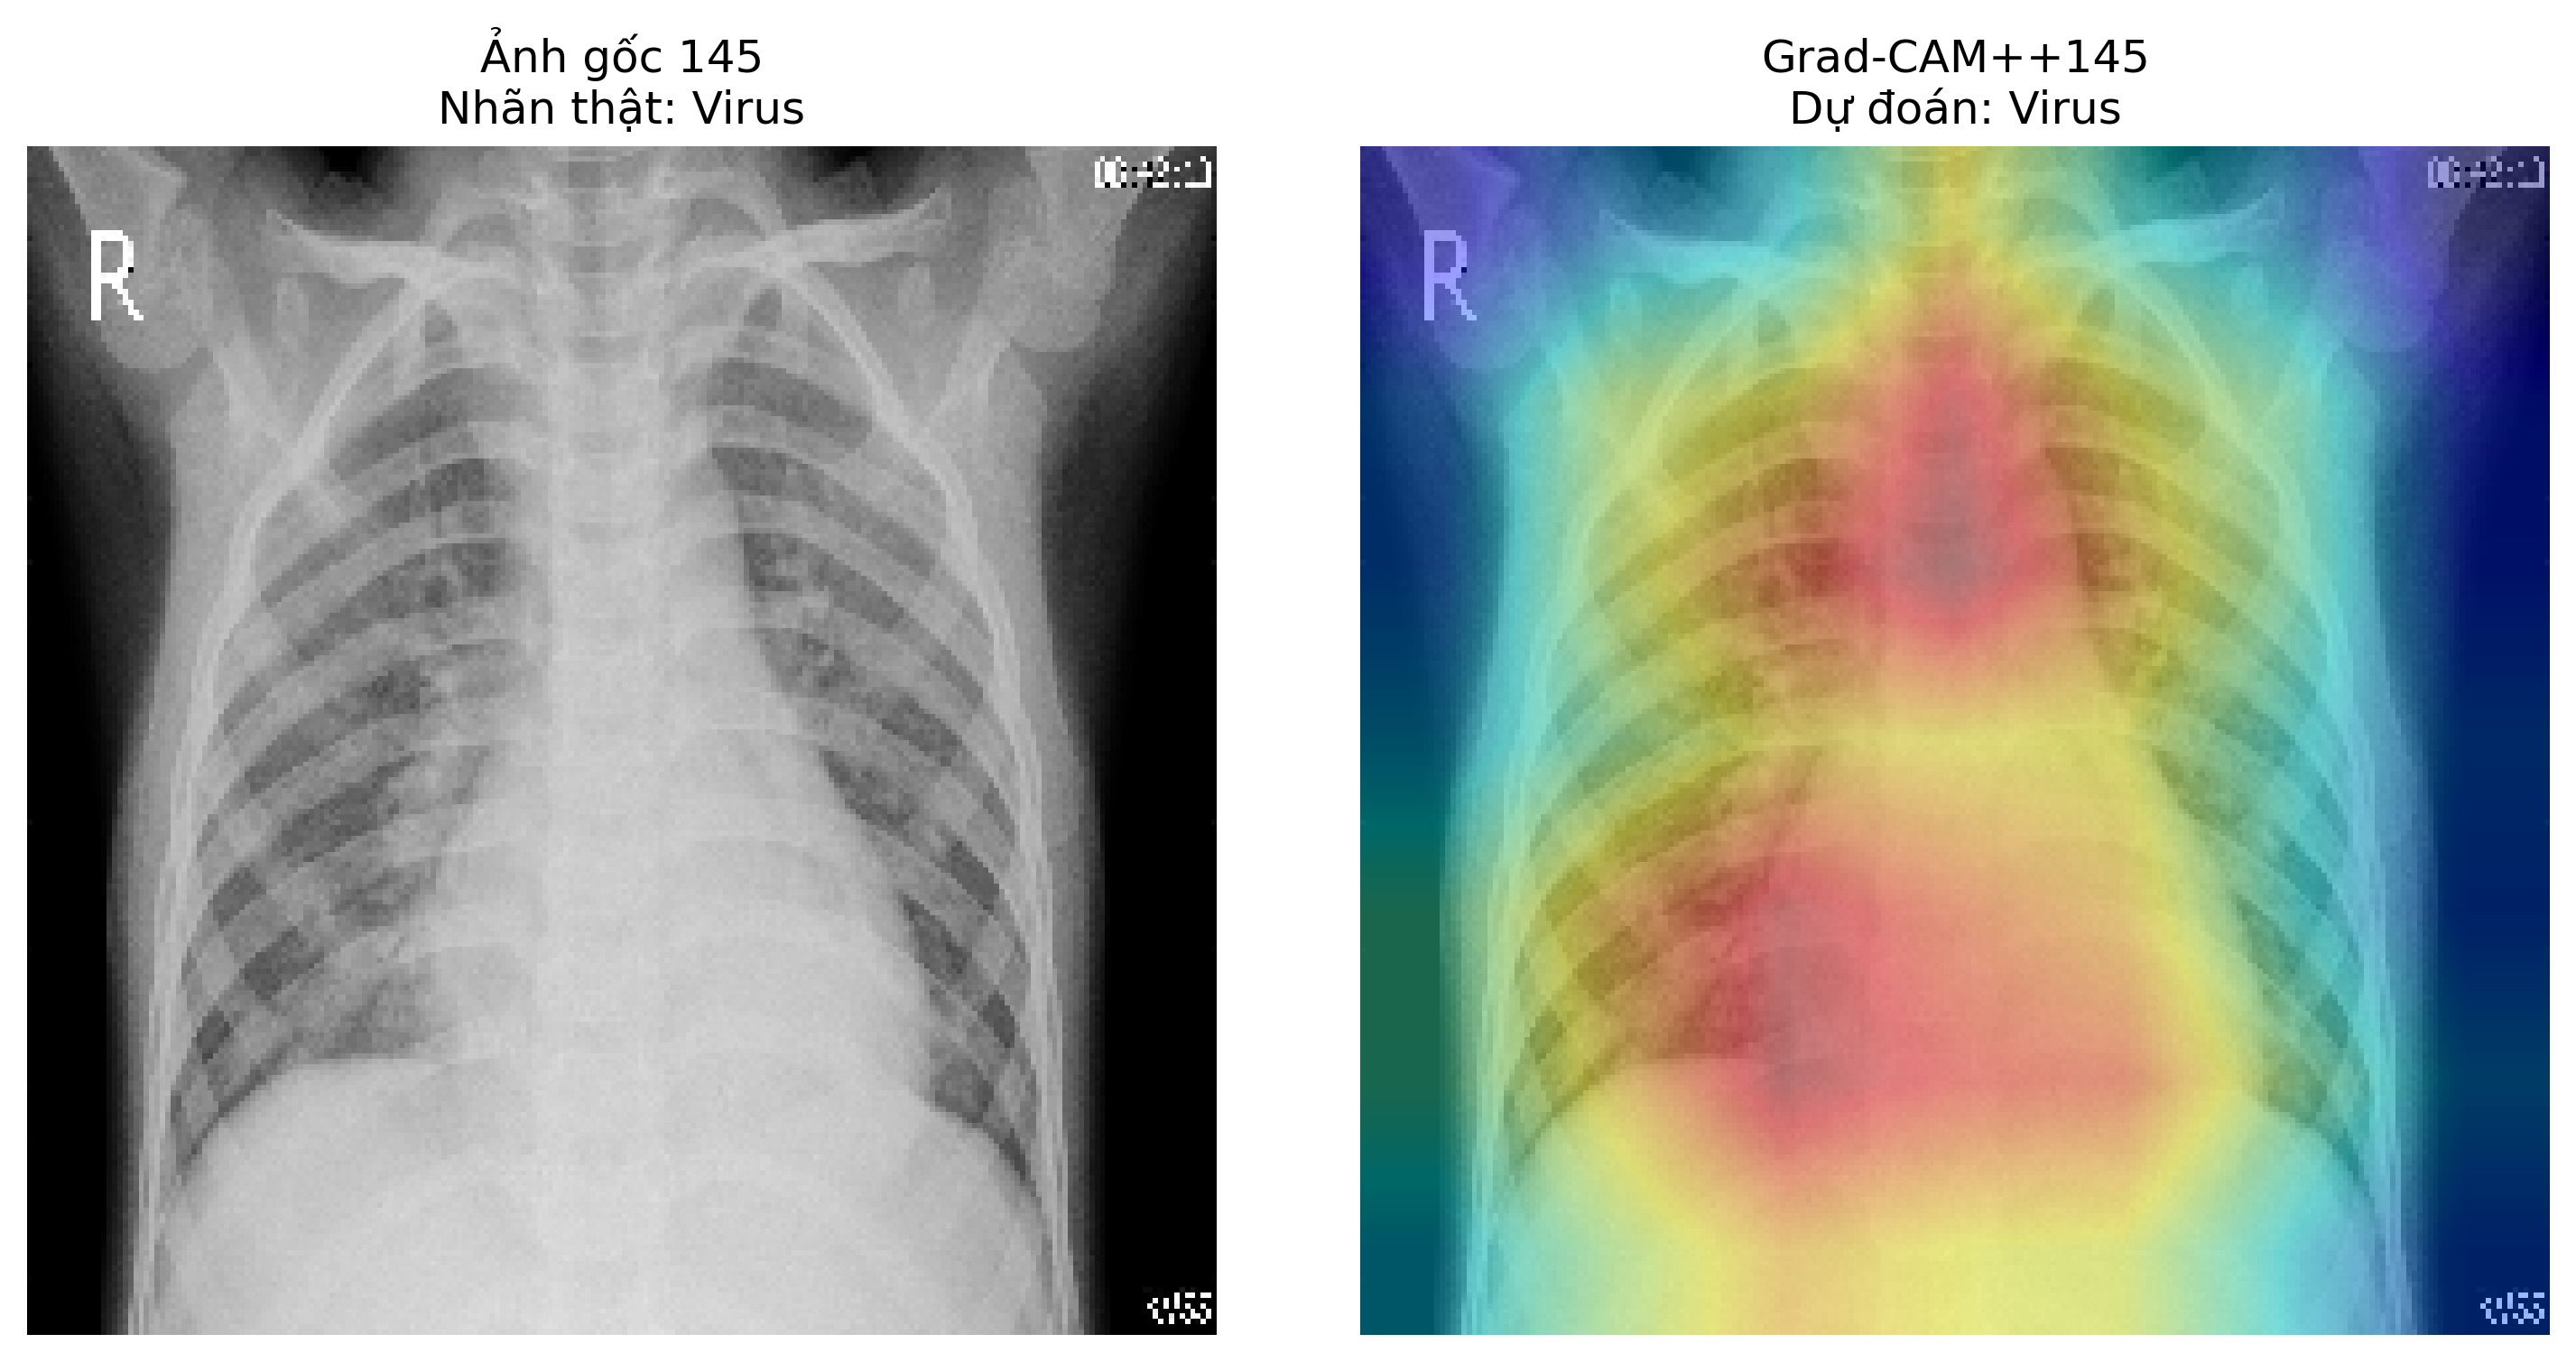 Ảnh gốc 145
Nhãn thật: Virus
R
Grad-CAM++145
Dự đoán: Virus
R